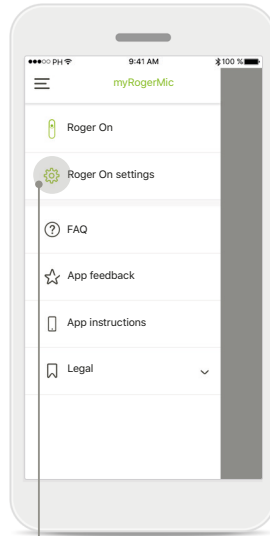 PH 9:41 AM 100 %
myRogerMic
Roger On
Roger On settings
FAQ
App feedback
App instructions
Legal